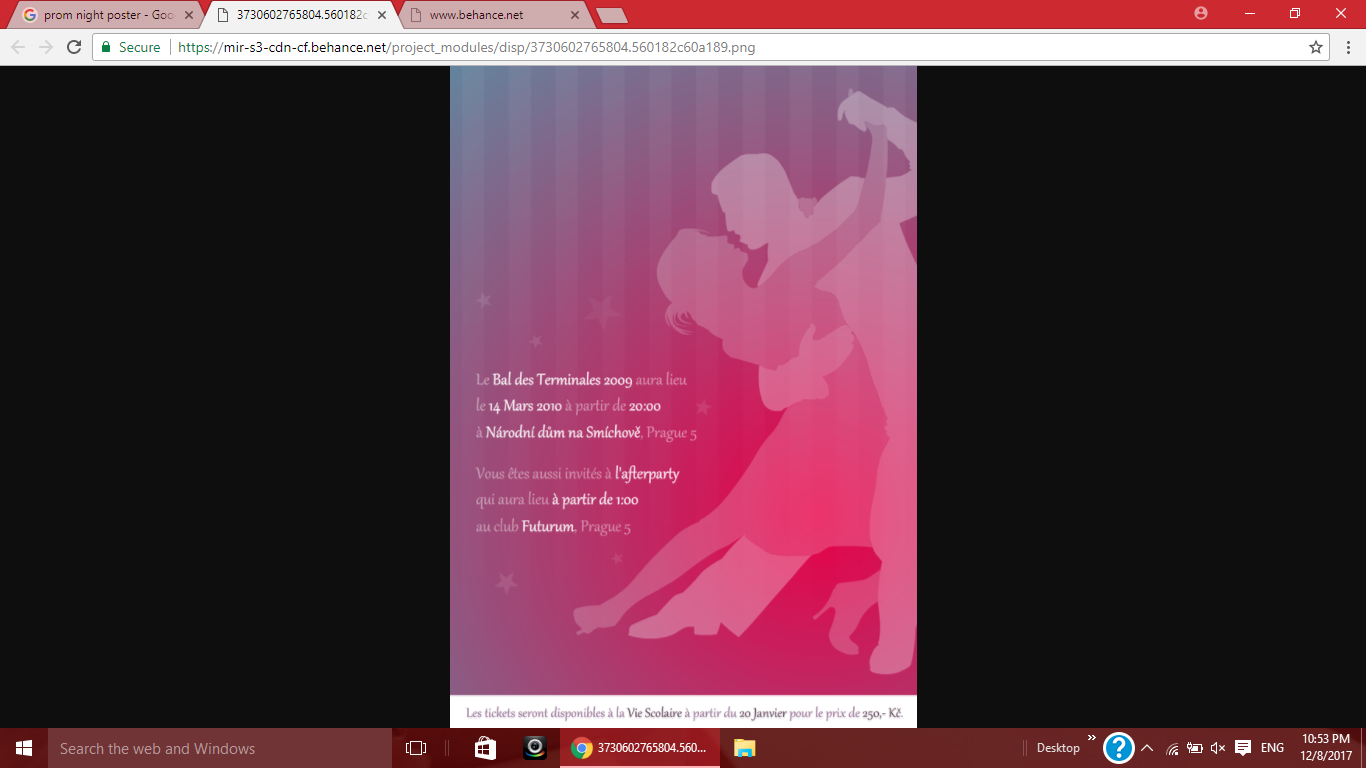 prom night poster - Goo
3730602765804.560182c
www.behance.net
Secure
https://mir-s3-cdn-cf.behance.net/project_modules/disp/3730602765804.560182c60a189.png
Le Bal des Terminales 2009 aura lieu
le 14 Mars 2010 à partir de 20:00
à Národní dům na Smíchově, Prague 5
Vous êtes aussi invités à l'afterparty
qui aura lieu à partir de 1:00
au club Futurum, Prague 5
Les tickets seront disponibles à la Vie Scolaire à partir du 20 Janvier pour le prix de 250,- Kč.
Search the web and Windows
3730602765804.560...
Desktop
ENG
10:53 PM
12/8/2017